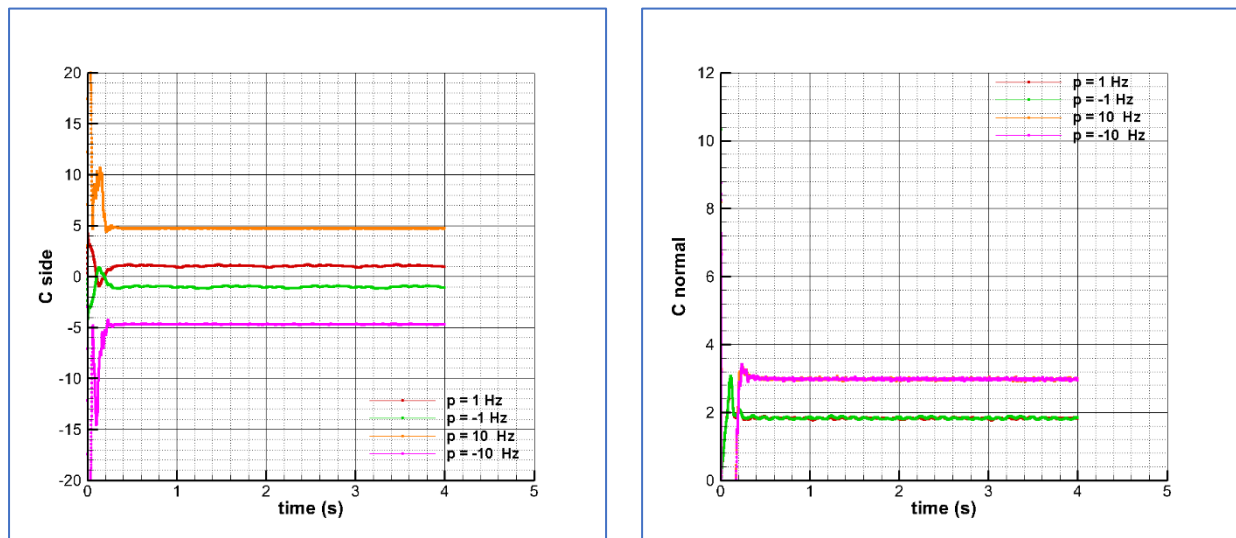 20
15
10
5
0
-5
-10
-15
-20
C side
p = 1 Hz
p = -1 Hz
p = 10 Hz
p = -10 Hz
0 1 2 3 4 5
time (s)
12
10
8
6
4
2
0
C normal
p = 1 Hz
p = -1 Hz
p = 10 Hz
p = -10 Hz
0 1 2 3 4 5
time (s)